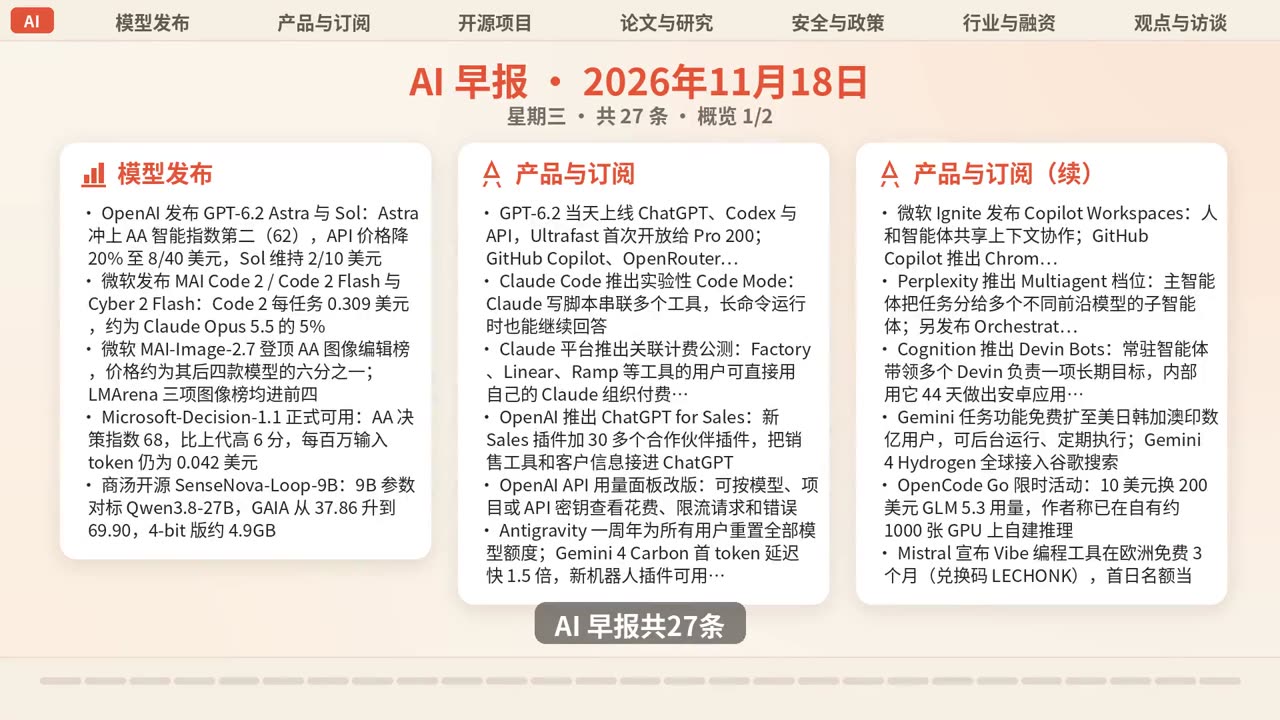 AI
模型发布
产品与订阅
开源项目
论文与研究
安全与政策
行业与融资
观点与访谈
AI 早报 · 2026年11月18日
星期三 · 共 27 条 · 概览 1/2
模型发布
· OpenAI 发布 GPT-6.2 Astra 与 Sol：Astra
冲上 AA 智能指数第二（62），API 价格降
20% 至 8/40 美元，Sol 维持 2/10 美元
· 微软发布 MAI Code 2 / Code 2 Flash 与
Cyber 2 Flash：Code 2 每任务 0.309 美元
，约为 Claude Opus 5.5 的 5%
· 微软 MAI-Image-2.7 登顶 AA 图像编辑榜
，价格约为其后四款模型的六分之一；
LMArena 三项图像榜均进前四
· Microsoft-Decision-1.1 正式可用：AA 决
策指数 68，比上代高 6 分，每百万输入
token 仍为 0.042 美元
· 商汤开源 SenseNova-Loop-9B：9B 参数
对标 Qwen3.8-27B，GAIA 从 37.86 升到
69.90，4-bit 版约 4.9GB
产品与订阅
· GPT-6.2 当天上线 ChatGPT、Codex 与
API，Ultrafast 首次开放给 Pro 200；
GitHub Copilot、OpenRouter…
· Claude Code 推出实验性 Code Mode：
Claude 写脚本串联多个工具，长命令运行
时也能继续回答
· Claude 平台推出关联计费公测：Factory
、Linear、Ramp 等工具的用户可直接用
自己的 Claude 组织付费…
· OpenAI 推出 ChatGPT for Sales：新
Sales 插件加 30 多个合作伙伴插件，把销
售工具和客户信息接进 ChatGPT
· OpenAI API 用量面板改版：可按模型、项
目或 API 密钥查看花费、限流请求和错误
· Antigravity 一周年为所有用户重置全部模
型额度；Gemini 4 Carbon 首 token 延迟
快 1.5 倍，新机器人插件可用…
产品与订阅（续）
· 微软 Ignite 发布 Copilot Workspaces：人
和智能体共享上下文协作；GitHub
Copilot 推出 Chrom…
· Perplexity 推出 Multiagent 档位：主智能
体把任务分给多个不同前沿模型的子智能
体；另发布 Orchestrat…
· Cognition 推出 Devin Bots：常驻智能体
带领多个 Devin 负责一项长期目标，内部
用它 44 天做出安卓应用…
· Gemini 任务功能免费扩至美日韩加澳印数
亿用户，可后台运行、定期执行；Gemini
4 Hydrogen 全球接入谷歌搜索
· OpenCode Go 限时活动：10 美元换 200
美元 GLM 5.3 用量，作者称已在自有约
1000 张 GPU 上自建推理
· Mistral 宣布 Vibe 编程工具在欧洲免费 3
个月（兑换码 LECHONK），首日名额当
AI 早报共27条